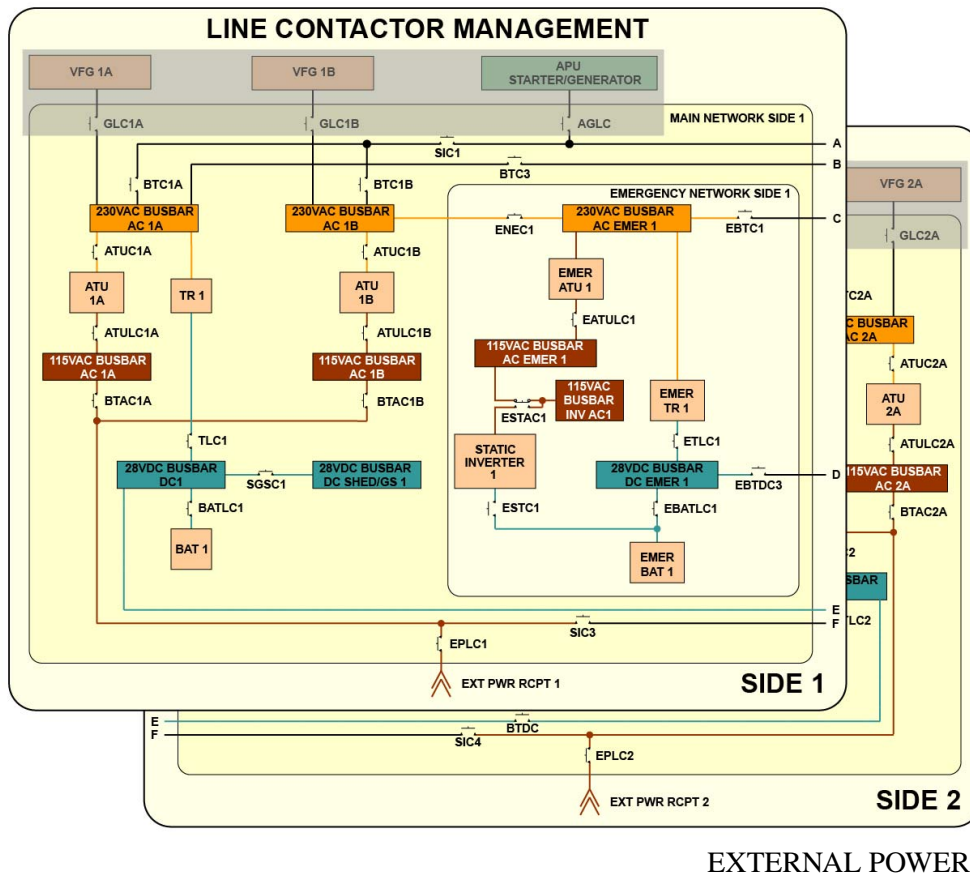 LINE CONTACTOR MANAGEMENT
VFG 1A
VFG 1B
APU
STARTER/GENERATOR
GLC1A
GLC1B
AGLC
MAIN NETWORK SIDE 1
SIC1
A
BTC3
B
BTC1A
BTC1B
EMERGENCY NETWORK SIDE 1
VFG 2A
230VAC BUSBAR
AC 1A
230VAC BUSBAR
AC 1B
ENEC1
230VAC BUSBAR
AC EMER 1
EBTC1
C
GLC2A
ATUC1A
ATUC1B
ATU
1A
TR 1
ATU
1B
EMER
ATU 1
TC2A
C BUSBAR
AC 2A
ATULC1A
ATULC1B
EATULC1
115VAC BUSBAR
AC 1A
115VAC BUSBAR
AC 1B
115VAC BUSBAR
AC EMER 1
ATUC2A
ATU
2A
BTAC1A
BTAC1B
ESTAC1
115VAC
BUSBAR
INV AC1
EMER
TR 1
ATULC2A
TLC1
STATIC
INVERTER
1
ETLC1
28VDC BUSBAR
DC1
SGSC1
28VDC BUSBAR
DC SHED/GS 1
28VDC BUSBAR
DC EMER 1
EBTDC3
D
115VAC BUSBAR
AC 2A
BATLC1
ESTC1
EBATLC1
BTAC2A
BAT 1
EMER
BAT 1
C2
SBAR
E
F
TLC2
SIC3
EPLC1
EXT PWR RCPT 1
SIDE 1
E
F
BTDC
SIC4
EPLC2
EXT PWR RCPT 2
SIDE 2
EXTERNAL POWER